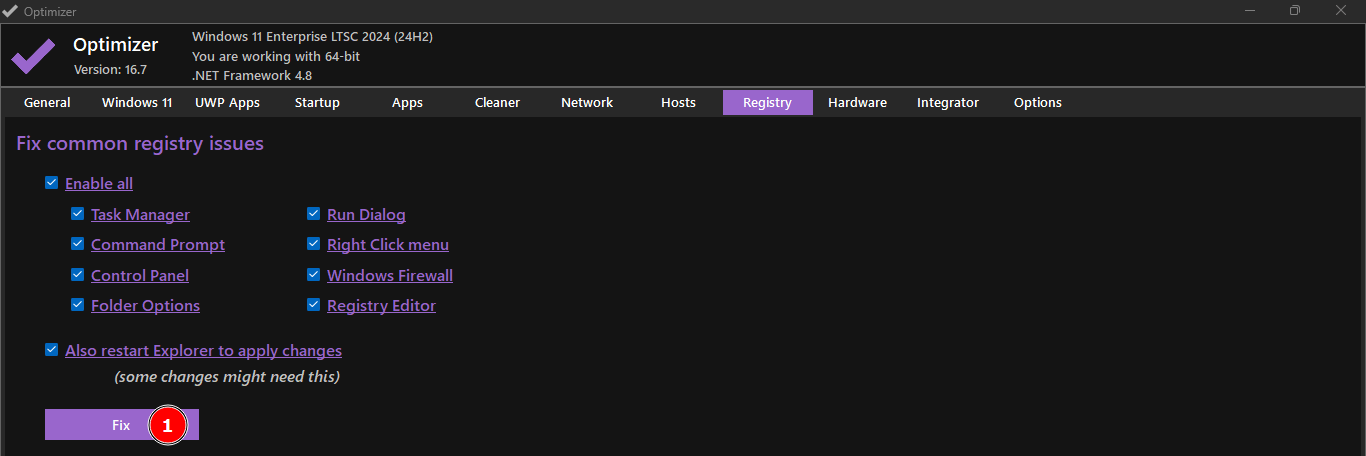 Optimizer
Optimizer
Version: 16.7
Windows 11 Enterprise LTSC 2024 (24H2)
You are working with 64-bit
.NET Framework 4.8
General Windows 11 UWP Apps Startup Apps Cleaner Network Hosts Registry Hardware Integrator Options
Fix common registry issues
Enable all
Task Manager Run Dialog
Command Prompt Right Click menu
Control Panel Windows Firewall
Folder Options Registry Editor
Also restart Explorer to apply changes
(some changes might need this)
Fix 1